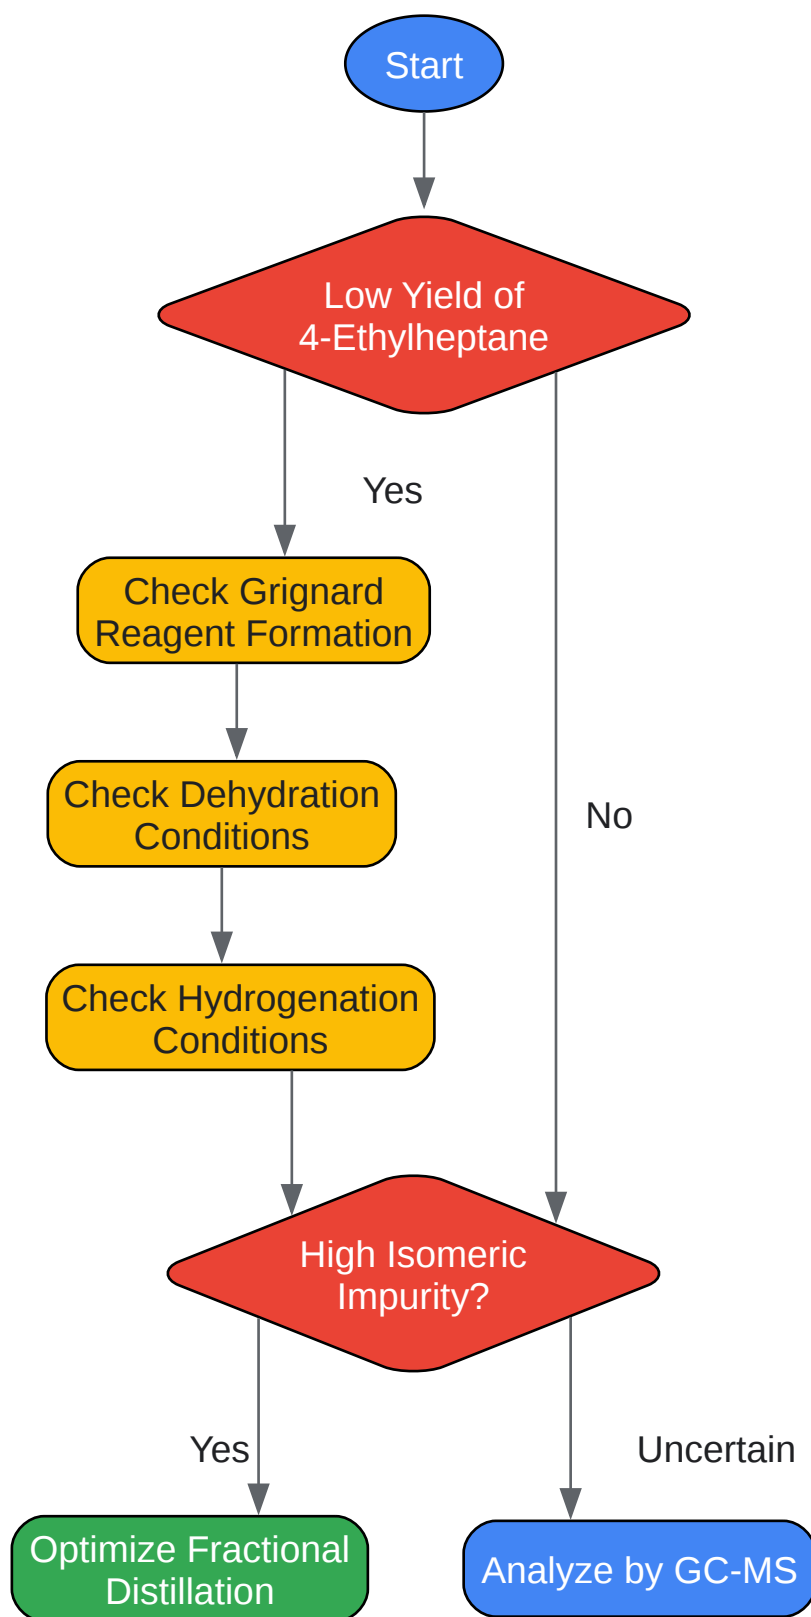 Start
Low Yield of
4-Ethylheptane
Yes
Check Grignard
Reagent Formation
Check Dehydration
Conditions
No
Check Hydrogenation
Conditions
High Isomeric
Impurity?
Yes
Uncertain
Optimize Fractional
Distillation
Analyze by GC-MS